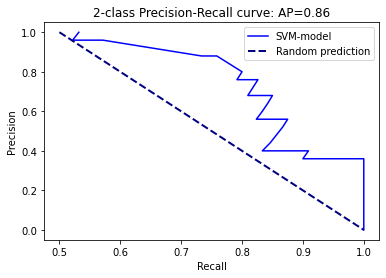 2-class Precision-Recall curve: AP=0.86
SVM-model
Random prediction
Precision
1.0
0.8
0.6
0.4
0.2
0.0
0.5 0.6 0.7 0.8 0.9 1.0
Recall